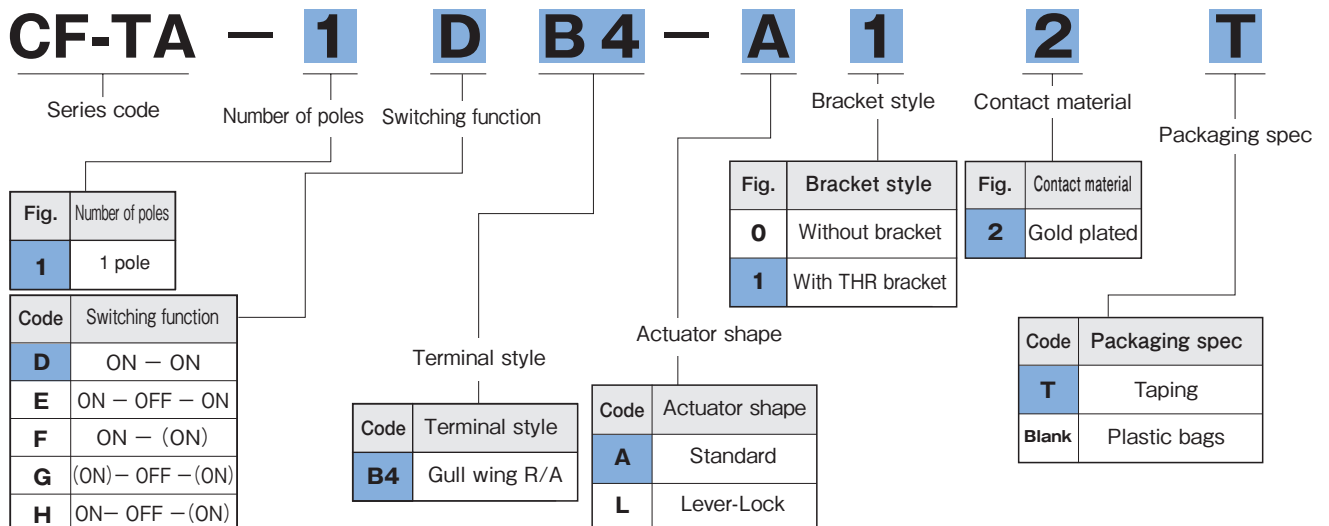 CF-TA — 1 D B4 — A 1 2 T
Series code
Number of poles
Switching function
Bracket style
Contact material
Packaging spec
Fig. Number of poles
1 1 pole
Code Switching function
D ON − ON
E ON − OFF − ON
F ON − (ON)
G (ON)− OFF −(ON)
H ON− OFF −(ON)
Terminal style
Code Terminal style
B4 Gull wing R/A
Actuator shape
Code Actuator shape
A Standard
L Lever-Lock
Fig. Bracket style
0 Without bracket
1 With THR bracket
Fig. Contact material
2 Gold plated
Code Packaging spec
T Taping
Blank Plastic bags